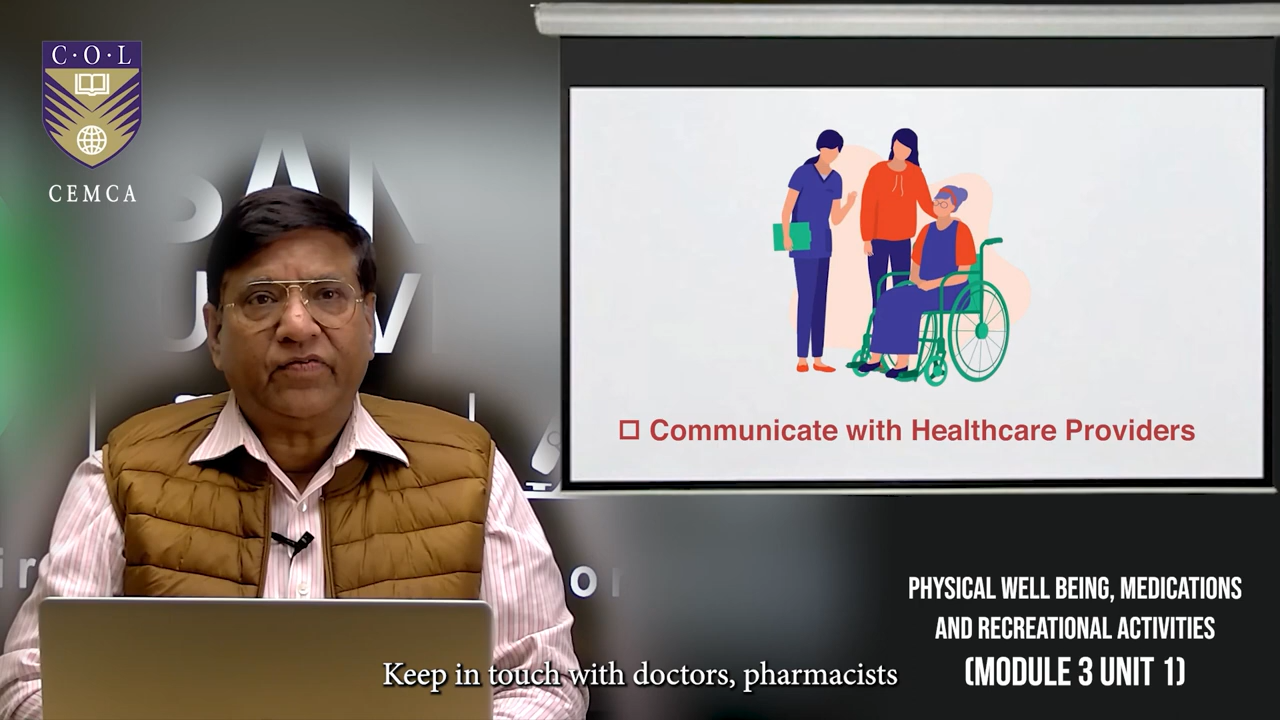 C·O·L
CEMCA
Communicate with Healthcare Providers
PHYSICAL WELL BEING, MEDICATIONS
AND RECREATIONAL ACTIVITIES
(MODULE 3 UNIT 1)
Keep in touch with doctors, pharmacists